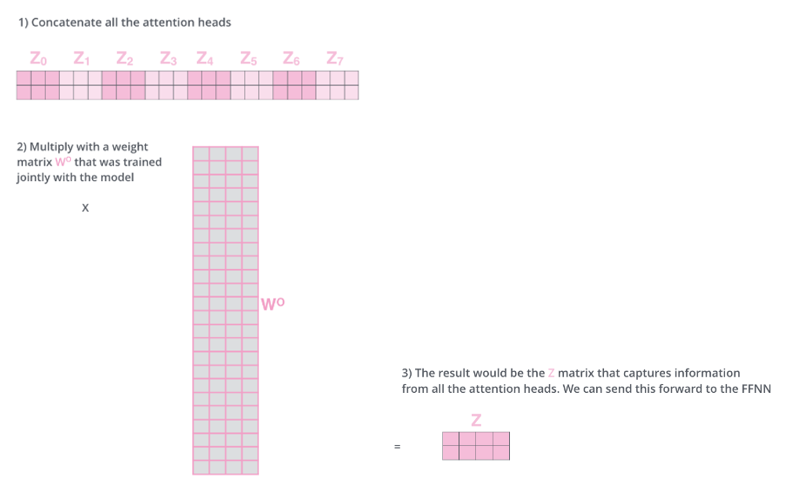 1) Concatenate all the attention heads
Z0 Z1 Z2 Z3 Z4 Z5 Z6 Z7
2) Multiply with a weight
matrix W^O that was trained
jointly with the model
X
W^O
3) The result would be the Z matrix that captures information
from all the attention heads. We can send this forward to the FFNN
Z
=